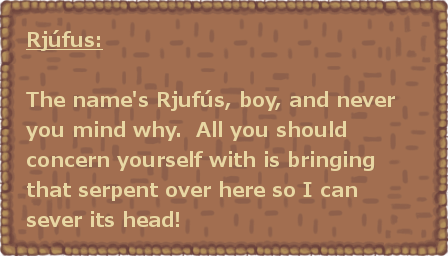 Rjúfus:
The name's Rjufús, boy, and never
you mind why.  All you should
concern yourself with is bringing
that serpent over here so I can
sever its head!